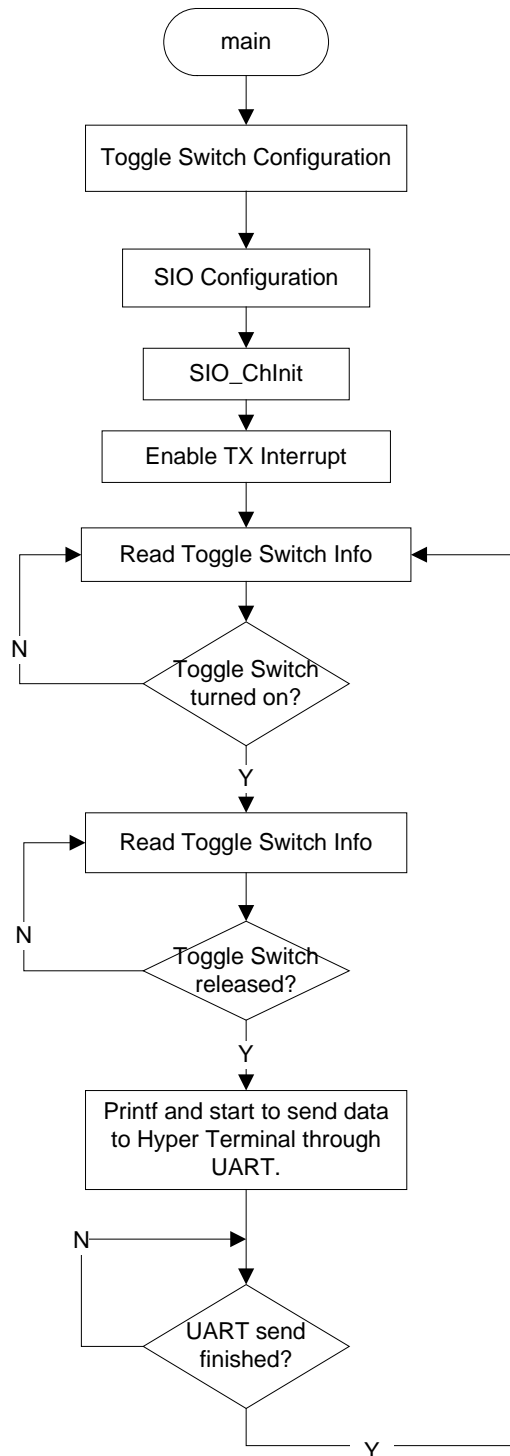 main
Toggle Switch Configuration
SIO Configuration
SIO_ChInit
Enable TX Interrupt
Read Toggle Switch Info
N
Toggle Switch
turned on?
Y
Read Toggle Switch Info
N
Toggle Switch
released?
Y
Printf and start to send data
to Hyper Terminal through
UART.
N
UART send
finished?
Y